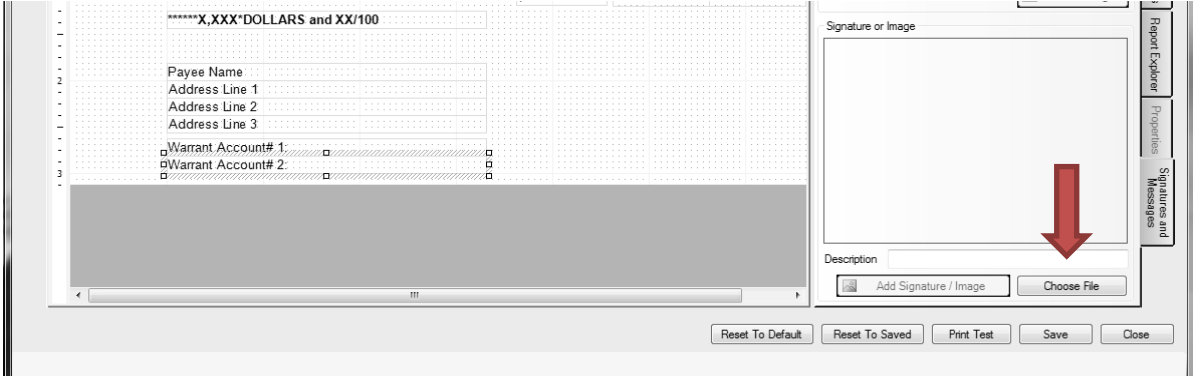 ******X,XXX*DOLLARS and XX/100
Payee Name
Address Line 1
Address Line 2
Address Line 3
Warrant Account# 1:
Warrant Account# 2:
2
3
Signature or Image
Description
Add Signature / Image
Choose File
Report Explorer
Properties
Signatures and
Messages
Reset To Default
Reset To Saved
Print Test
Save
Close